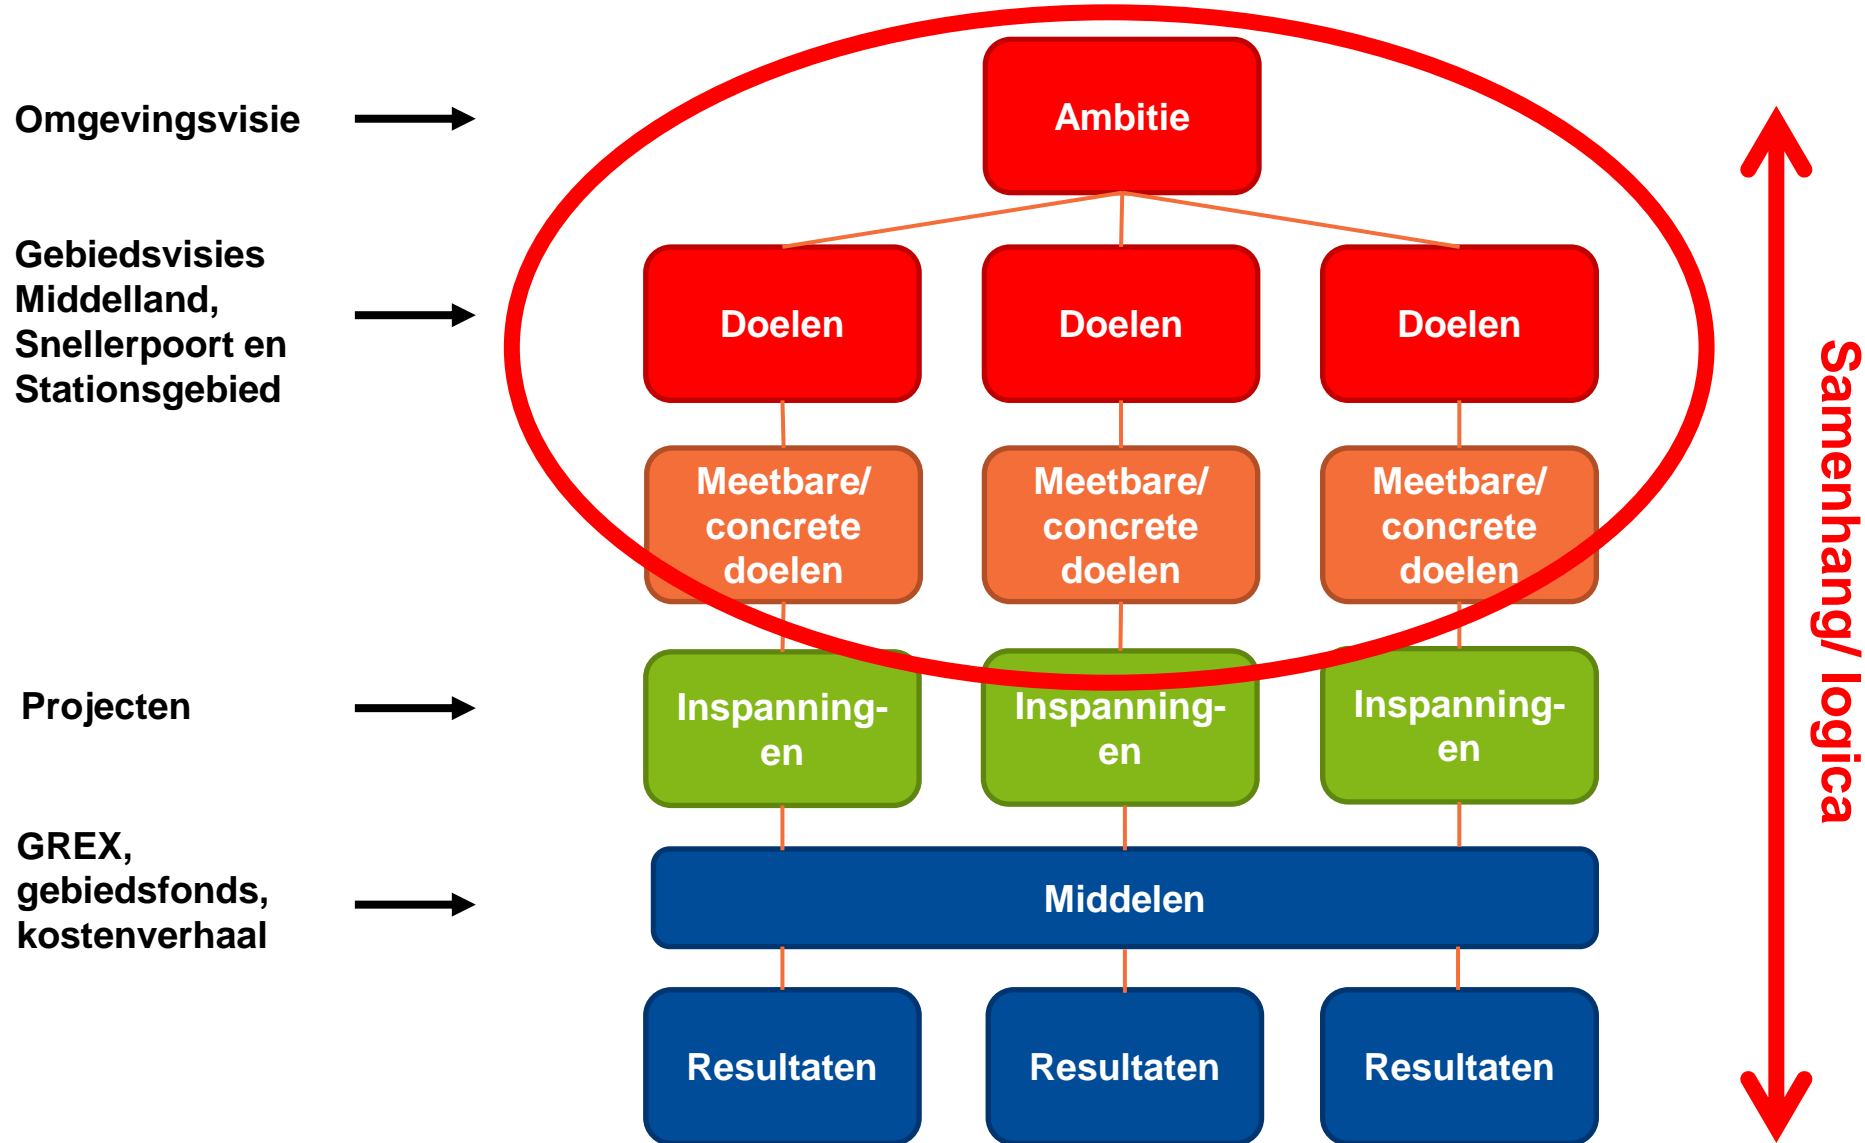 Omgevingsvisie
Ambitie
Gebiedsvisies
Middelland,
Snellerpoort en
Stationsgebied
Doelen
Doelen
Doelen
Meetbare/
concrete
doelen
Meetbare/
concrete
doelen
Meetbare/
concrete
doelen
Projecten
Inspanning-
en
Inspanning-
en
Inspanning-
en
GREX,
gebiedsfonds,
kostenverhaal
Middelen
Resultaten
Resultaten
Resultaten
Samenhang/ logica